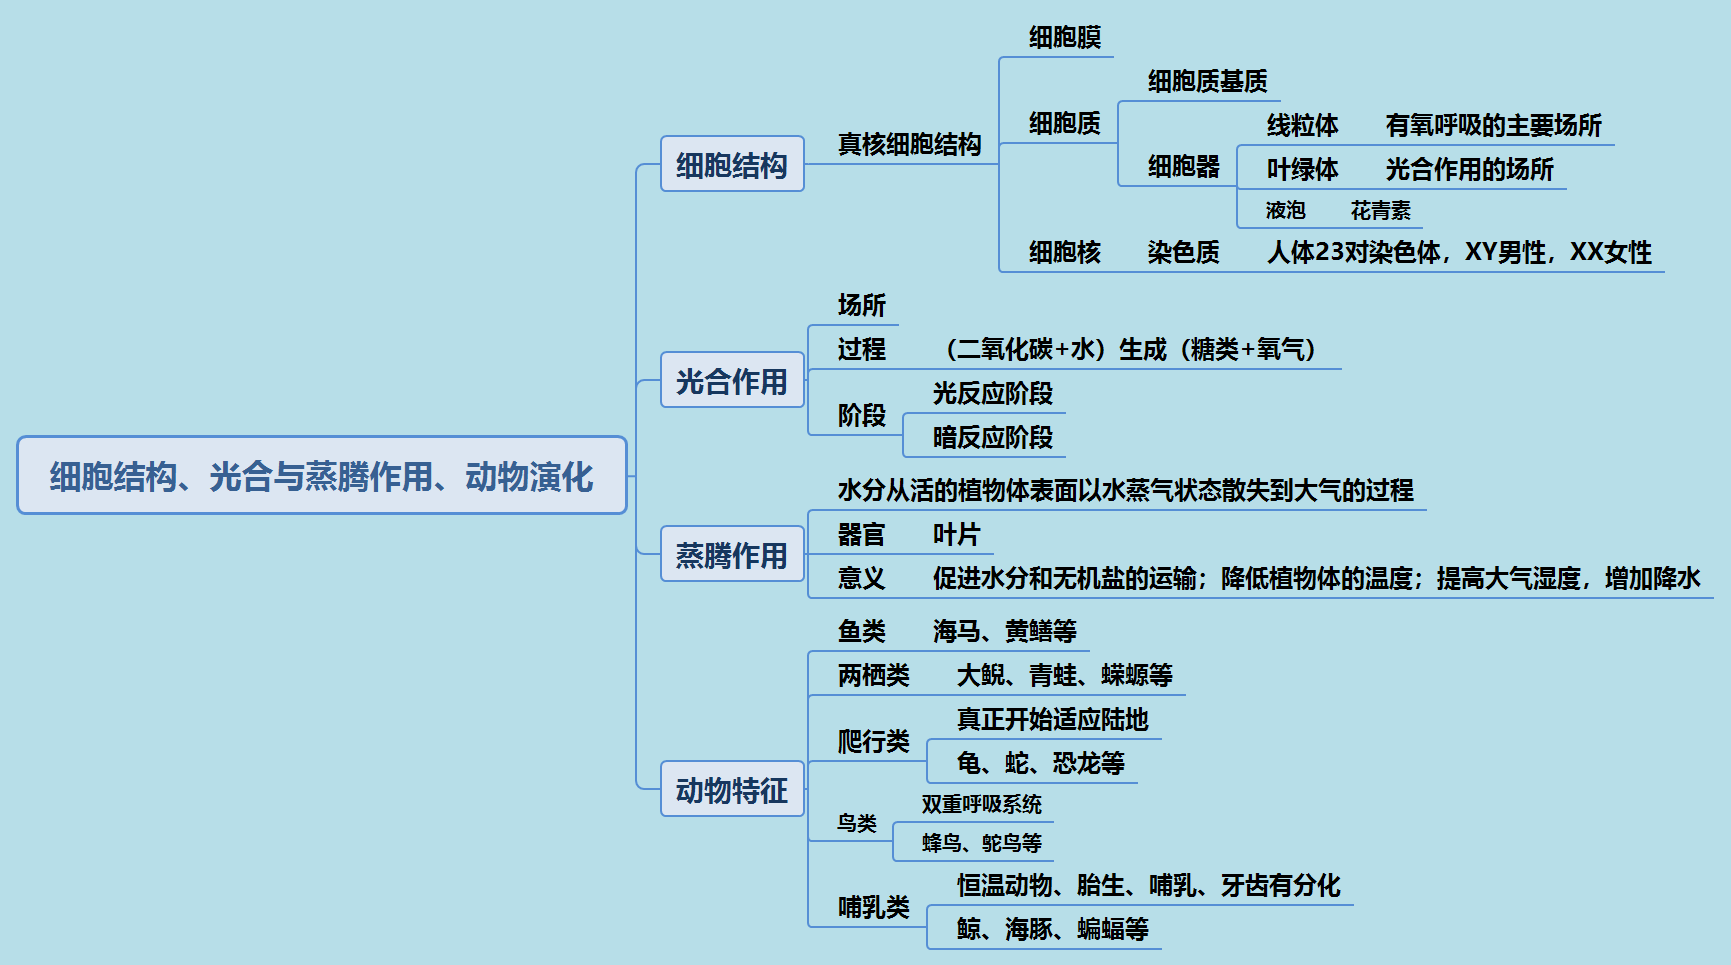 细胞结构、光合与蒸腾作用、动物演化
细胞结构
真核细胞结构
细胞膜
细胞质
细胞质基质
细胞器
线粒体 有氧呼吸的主要场所
叶绿体 光合作用的场所
液泡 花青素
细胞核 染色质 人体23对染色体，XY男性，XX女性
光合作用
场所
过程 （二氧化碳+水）生成（糖类+氧气）
阶段
光反应阶段
暗反应阶段
蒸腾作用
水分从活的植物体表面以水蒸气状态散失到大气的过程
器官 叶片
意义 促进水分和无机盐的运输；降低植物体的温度；提高大气湿度，增加降水
动物特征
鱼类 海马、黄鳝等
两栖类 大鲵、青蛙、蝾螈等
爬行类
真正开始适应陆地
龟、蛇、恐龙等
鸟类
双重呼吸系统
蜂鸟、鸵鸟等
哺乳类
恒温动物、胎生、哺乳、牙齿有分化
鲸、海豚、蝙蝠等